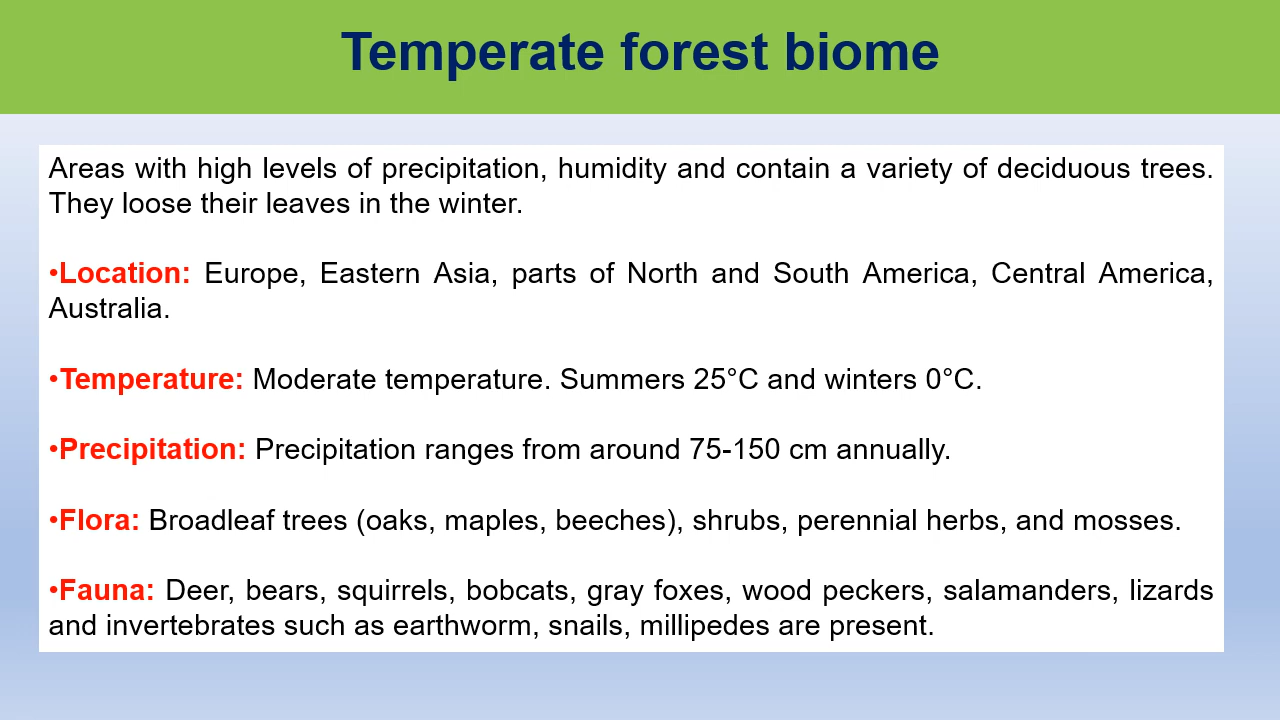 Temperate forest biome
Areas with high levels of precipitation, humidity and contain a variety of deciduous trees.
They loose their leaves in the winter.
•Location: Europe, Eastern Asia, parts of North and South America, Central America,
Australia.
•Temperature: Moderate temperature. Summers 25°C and winters 0°C.
•Precipitation: Precipitation ranges from around 75-150 cm annually.
•Flora: Broadleaf trees (oaks, maples, beeches), shrubs, perennial herbs, and mosses.
•Fauna: Deer, bears, squirrels, bobcats, gray foxes, wood peckers, salamanders, lizards
and invertebrates such as earthworm, snails, millipedes are present.